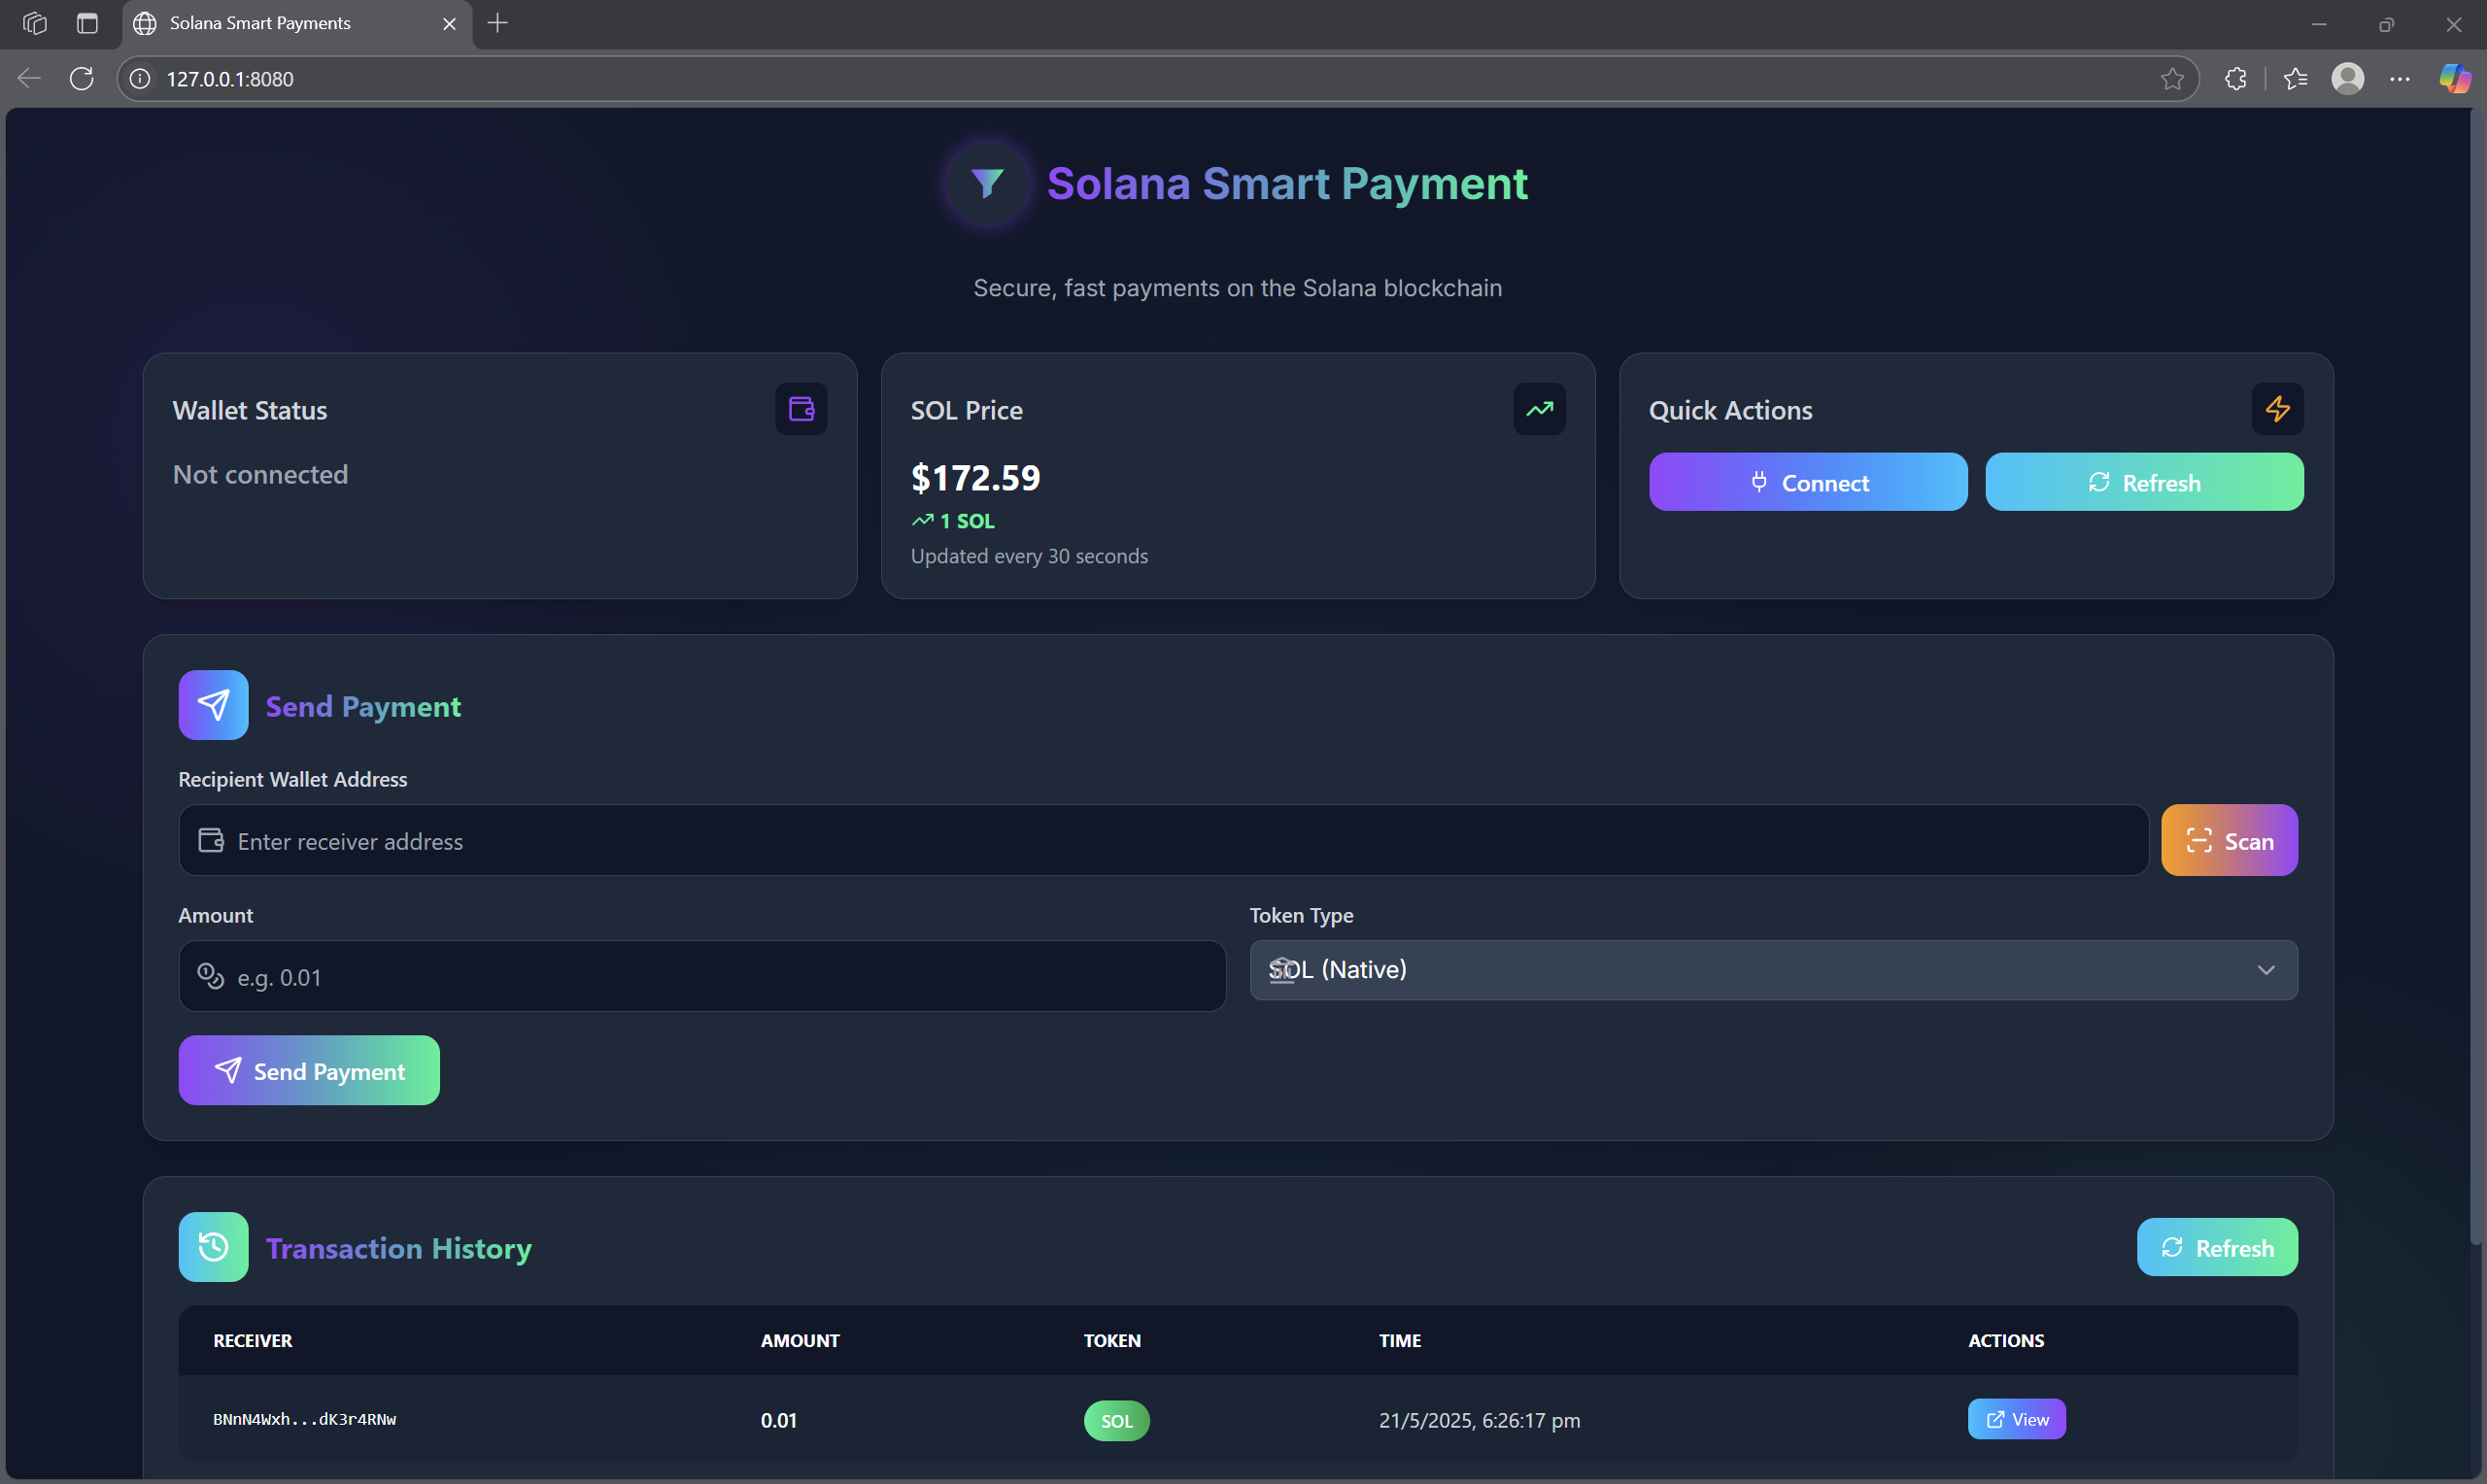 Solana Smart Payments
127.0.0.1:8080
Solana Smart Payment
Secure, fast payments on the Solana blockchain
Wallet Status
Not connected
SOL Price
$172.59
1 SOL
Updated every 30 seconds
Quick Actions
Connect
Refresh
Send Payment
Recipient Wallet Address
Enter receiver address
Scan
Amount
e.g. 0.01
Token Type
SOL (Native)
Send Payment
Transaction History
Refresh
RECEIVER AMOUNT TOKEN TIME ACTIONS
BNnN4Wxh...dK3r4RNw 0.01 SOL 21/5/2025, 6:26:17 pm View